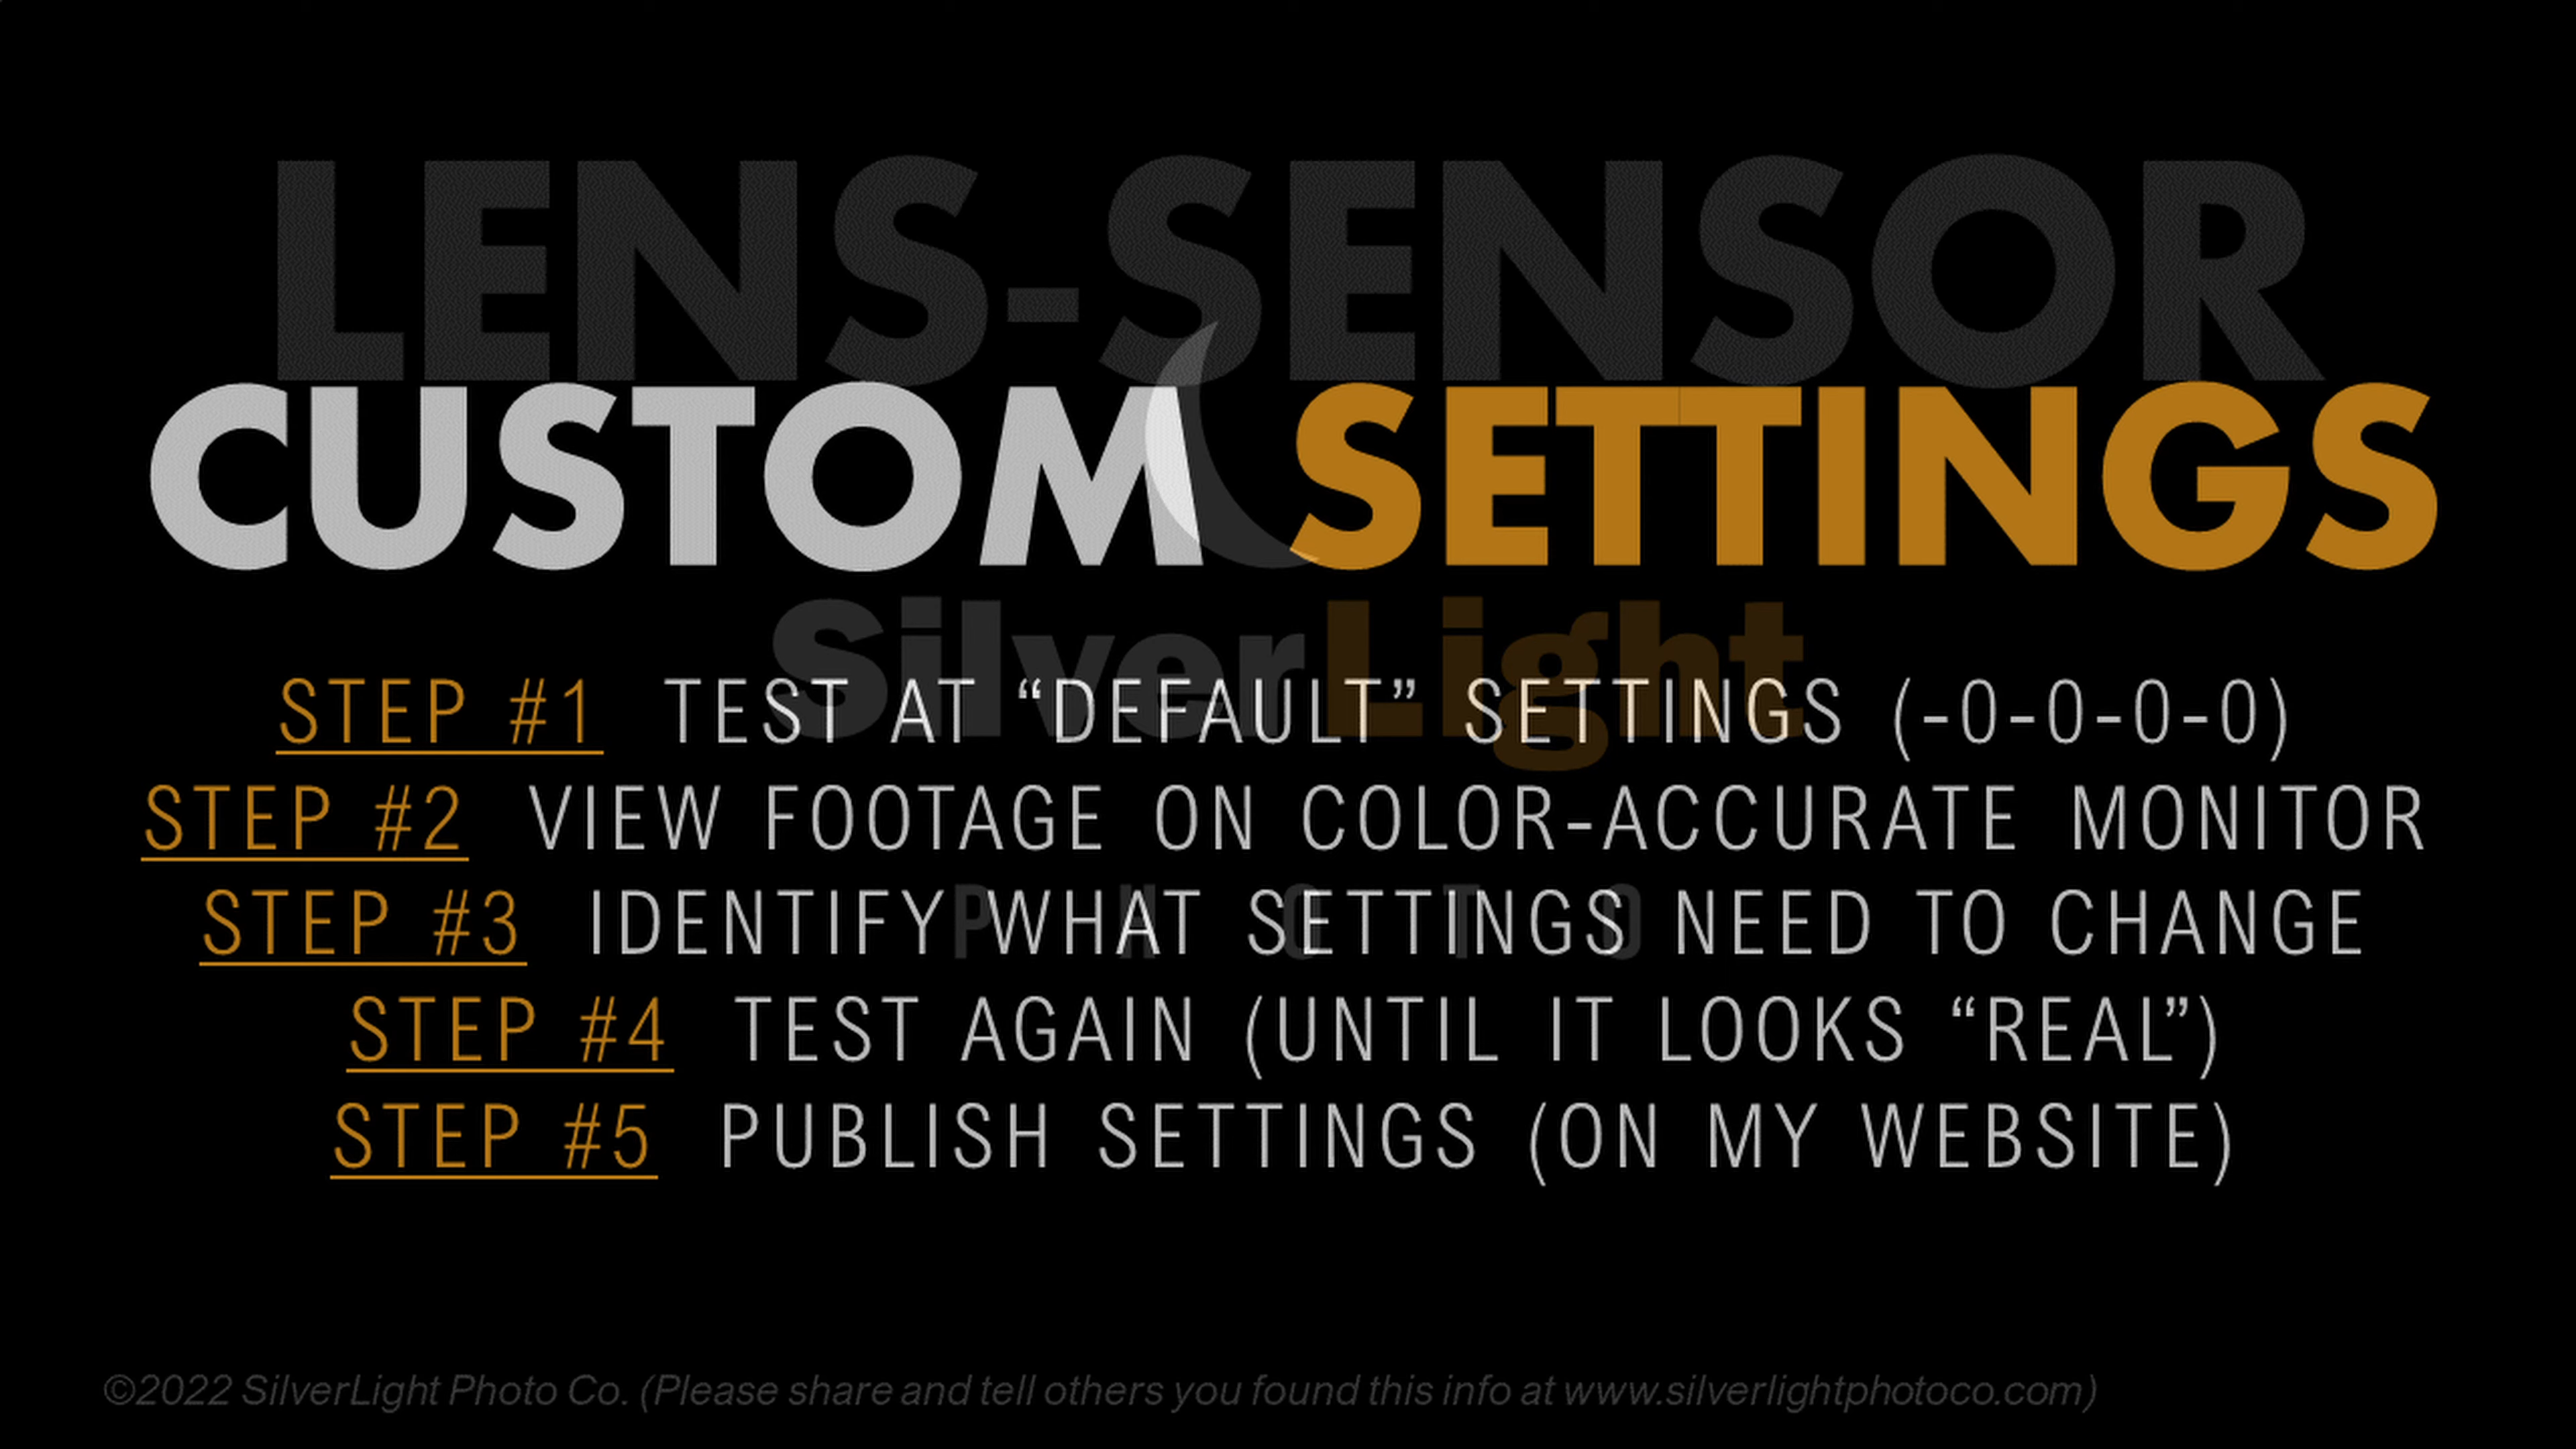 LENS-SENSOR
CUSTOM SETTINGS
SilverLight
STEP #1 TEST AT “DEFAULT” SETTINGS (-0-0-0-0)
STEP #2 VIEW FOOTAGE ON COLOR-ACCURATE MONITOR
PHOTO
STEP #3 IDENTIFY WHAT SETTINGS NEED TO CHANGE
STEP #4 TEST AGAIN (UNTIL IT LOOKS “REAL”)
STEP #5 PUBLISH SETTINGS (ON MY WEBSITE)
©2022 SilverLight Photo Co. (Please share and tell others you found this info at www.silverlightphotoco.com)